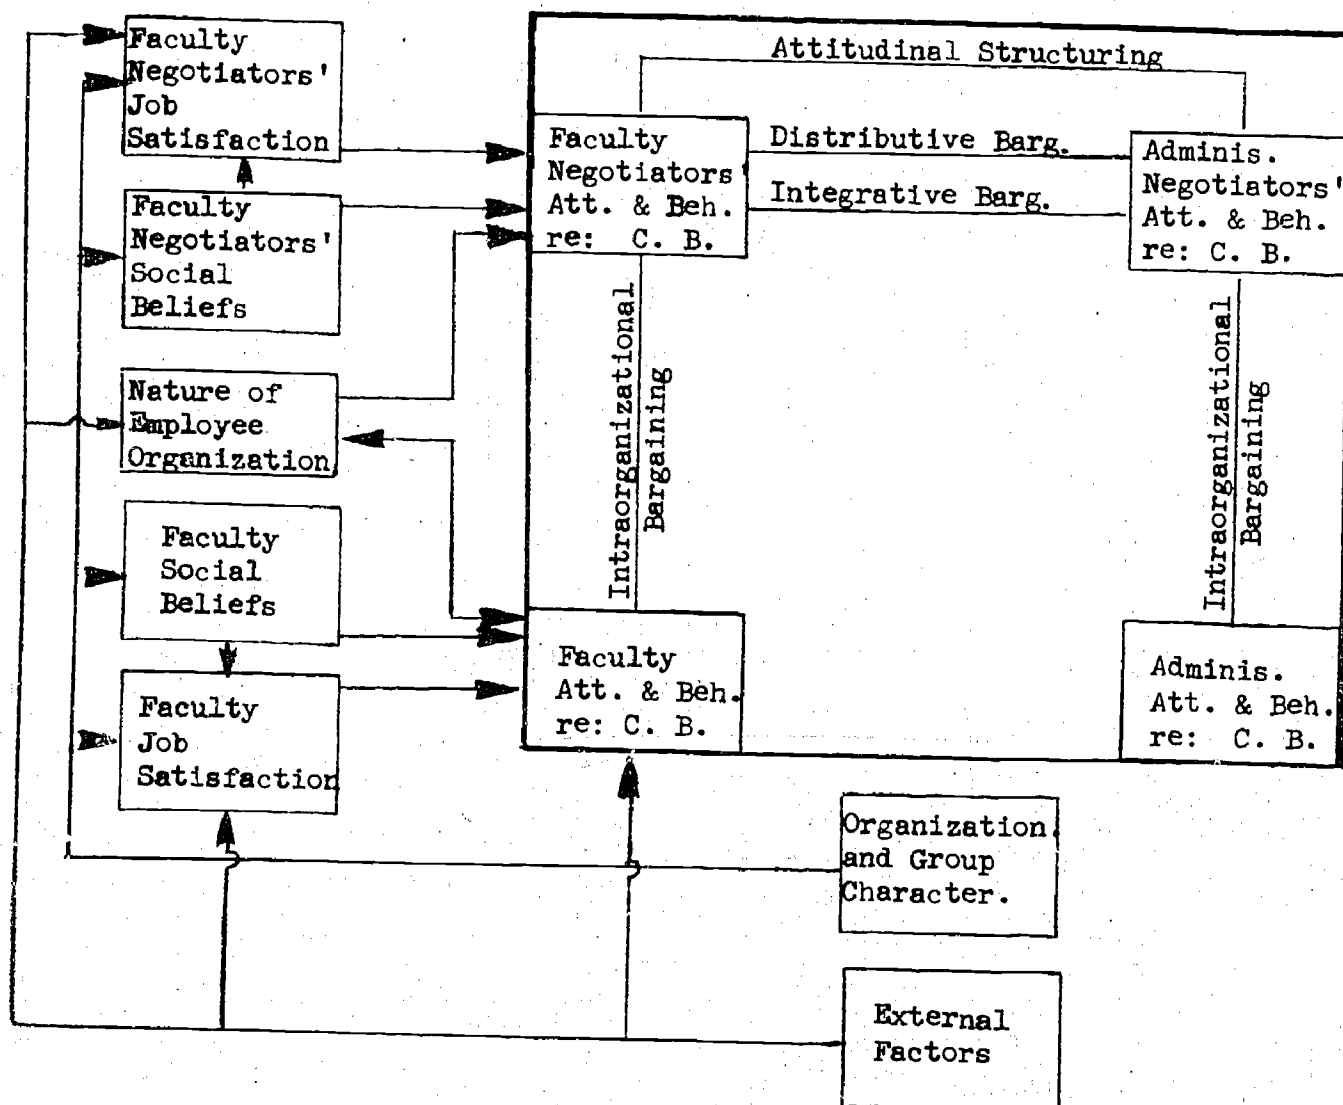 Faculty
Negotiators'
Job
Satisfaction
Faculty
Negotiators'
Social
Beliefs
Nature of
Employee
Organization
Faculty
Social
Beliefs
Faculty
Job
Satisfaction
Attitudinal Structuring
Faculty
Negotiators'
Att. & Beh.
re: C. B.
Distributive Barg.
Integrative Barg.
Adminis.
Negotiators'
Att. & Beh.
re: C. B.
Intraorganizational
Bargaining
Intraorganizational
Bargaining
Faculty
Att. & Beh.
re: C. B.
Adminis.
Att. & Beh.
re: C. B.
Organization
and Group
Character.
External
Factors